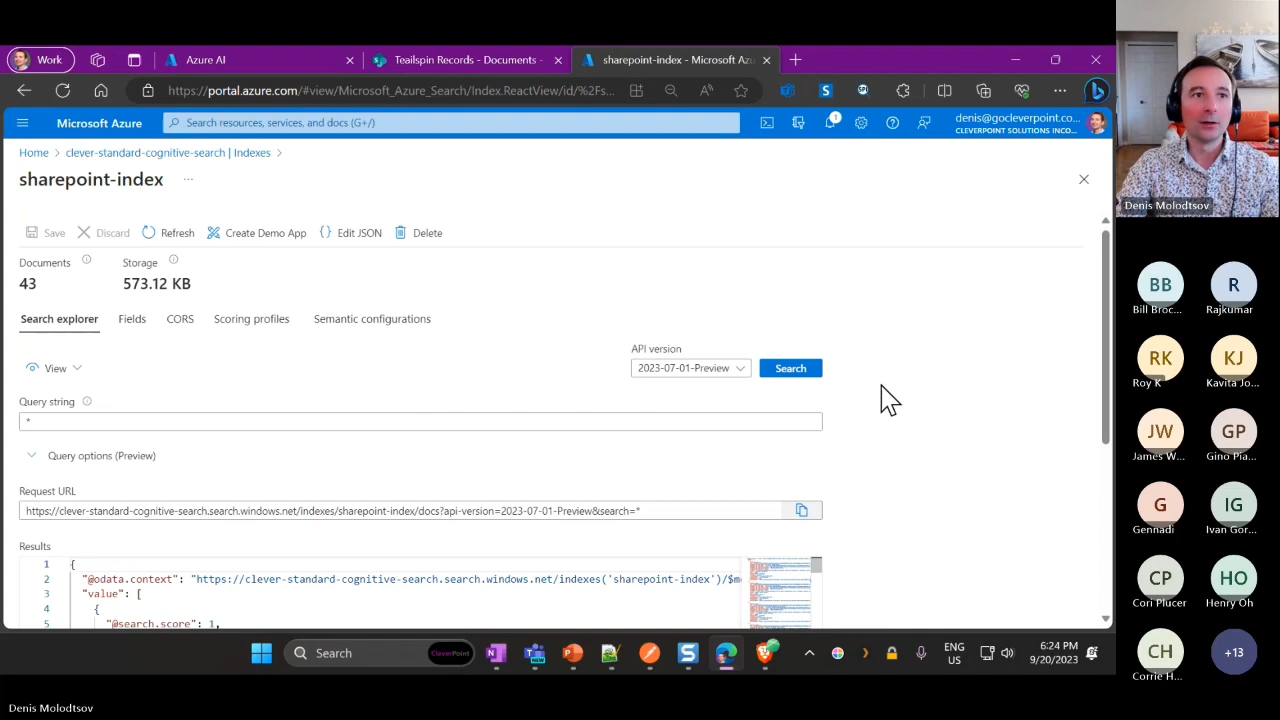 Work
Azure AI
Teailspin Records - Documents -
sharepoint-index - Microsoft Azu
https://portal.azure.com/#view/Microsoft_Azure_Search/Index.ReactView/id/%2Fs...
Microsoft Azure
Search resources, services, and docs (G+/)
1
denis@gocleverpoint.co...
CLEVERPOINT SOLUTIONS INCO...
Home > clever-standard-cognitive-search | Indexes >
sharepoint-index ...
Save Discard Refresh Create Demo App Edit JSON Delete
Documents Storage
43 573.12 KB
Search explorer Fields CORS Scoring profiles Semantic configurations
API version
View 2023-07-01-Preview Search
Query string
*
Query options (Preview)
Request URL
https://clever-standard-cognitive-search.search.windows.net/indexes/sharepoint-index/docs?api-version=2023-07-01-Preview&search=*
Results
1 {
2 "@odata.context": "https://clever-standard-cognitive-search.search.windows.net/indexes('sharepoint-index')/$m
3 "value": [
4 {
5 "@search.score": 1,
Search CleverPoint
ENG
US
6:24 PM
9/20/2023
Denis Molodtsov
BB R
Bill Broc... Rajkumar
RK KJ
Roy K Kavita Jo...
JW GP
James W... Gino Pia...
G IG
Gennadi Ivan Gor...
CP HO
Cori Plucer Henry Oh
CH +13
Corrie H...
Denis Molodtsov